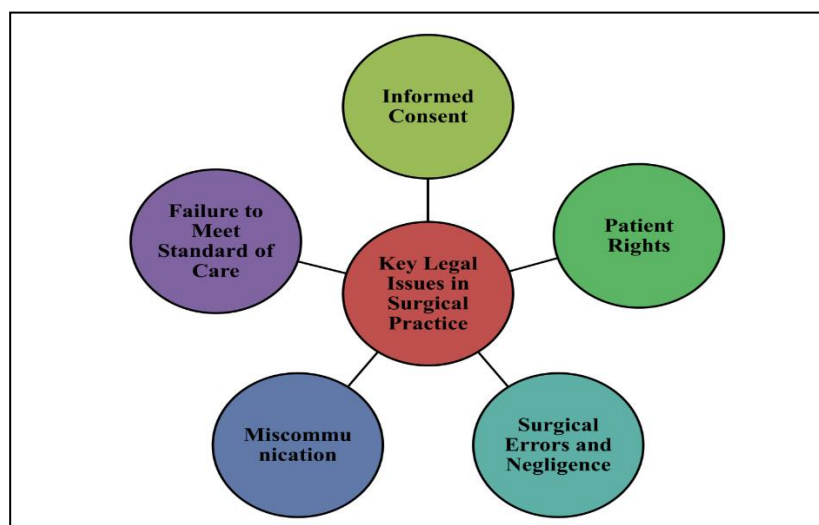 Informed
Consent
Failure to
Meet
Standard of
Care
Patient
Rights
Key Legal
Issues in
Surgical
Practice
Miscommu
nication
Surgical
Errors and
Negligence